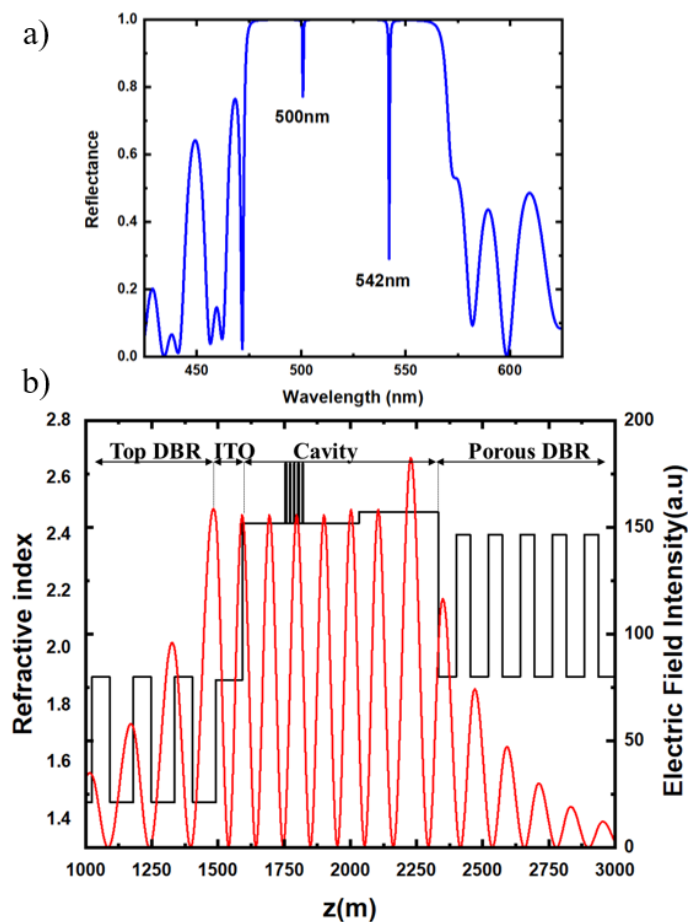 a)
1.0
0.8
0.6
0.4
0.2
0.0
Reflectance
500nm
542nm
450 500 550 600
Wavelength (nm)
b)
2.8
2.6
2.4
2.2
2.0
1.8
1.6
1.4
Refractive index
Top DBR ITO Cavity Porous DBR
200
150
100
50
0
Electric Field Intensity(a.u)
1000 1250 1500 1750 2000 2250 2500 2750 3000
z(m)